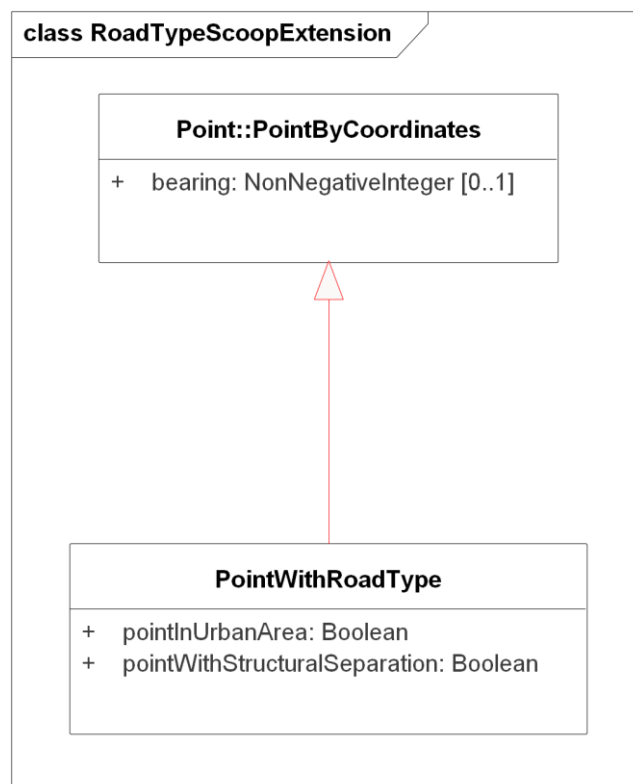 class RoadTypeScoopExtension
Point::PointByCoordinates
+ bearing: NonNegativeInteger [0..1]
PointWithRoadType
+ pointInUrbanArea: Boolean
+ pointWithStructuralSeparation: Boolean